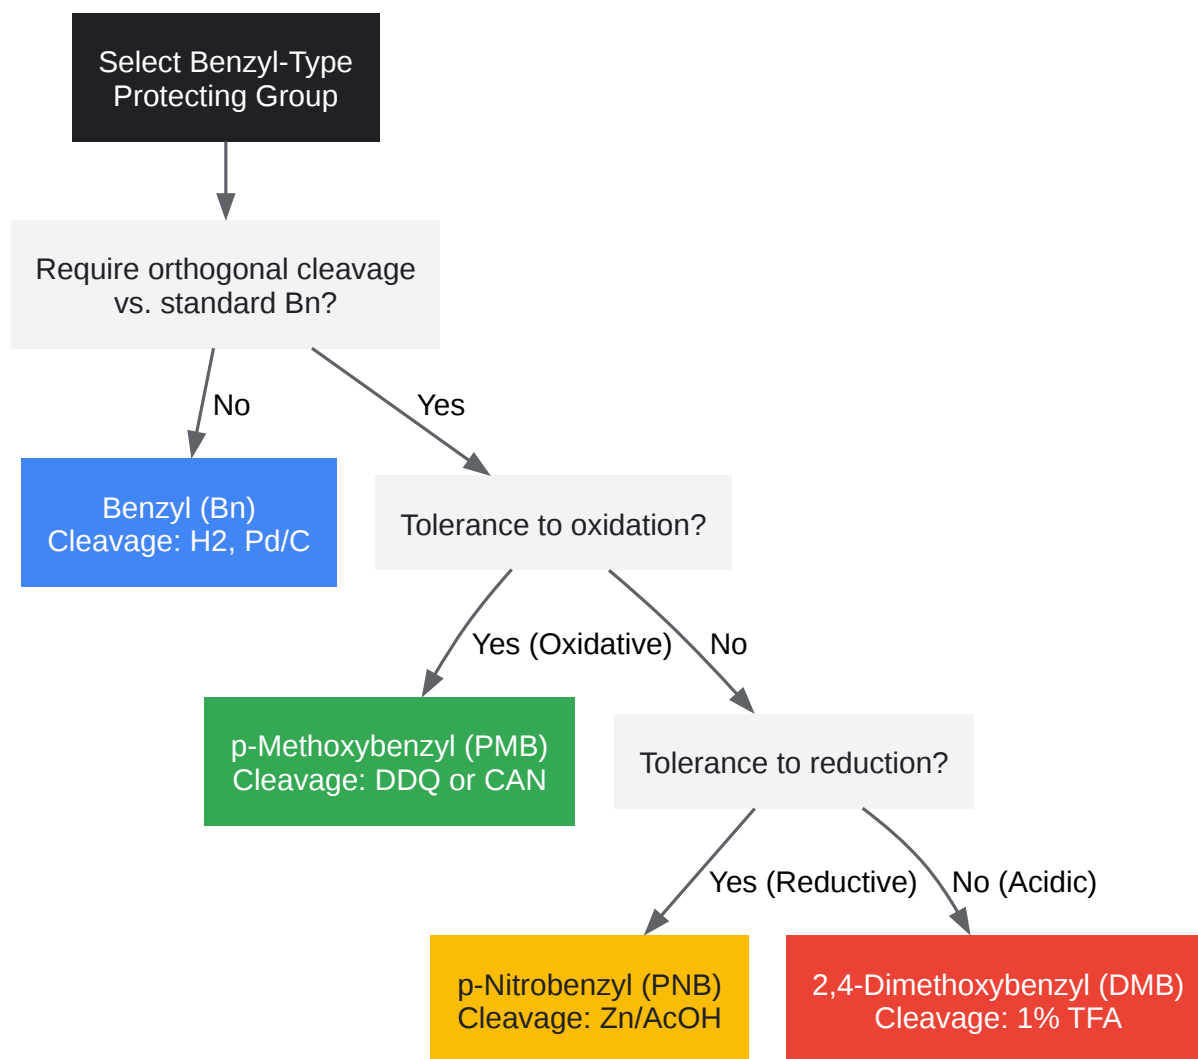 Select Benzyl-Type
Protecting Group
Require orthogonal cleavage
vs. standard Bn?
No
Yes
Benzyl (Bn)
Cleavage: H2, Pd/C
Tolerance to oxidation?
Yes (Oxidative)
No
p-Methoxybenzyl (PMB)
Cleavage: DDQ or CAN
Tolerance to reduction?
Yes (Reductive)
No (Acidic)
p-Nitrobenzyl (PNB)
Cleavage: Zn/AcOH
2,4-Dimethoxybenzyl (DMB)
Cleavage: 1% TFA